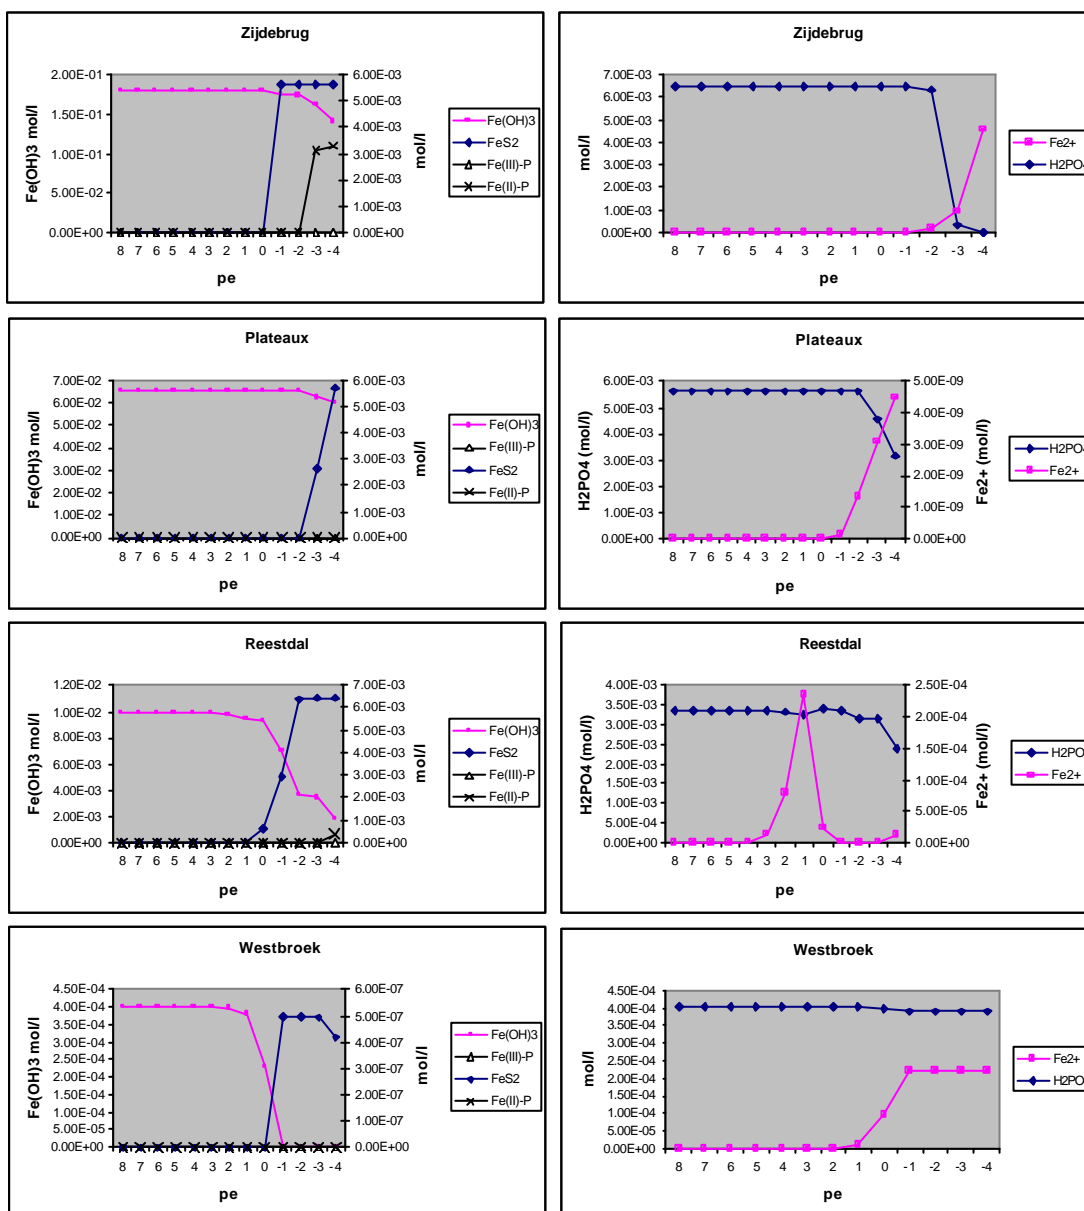 Zijdebrug
Fe(OH)3 mol/l
2.00E-01
1.50E-01
1.00E-01
5.00E-02
0.00E+00
6.00E-03
5.00E-03
4.00E-03
3.00E-03
2.00E-03
1.00E-03
0.00E+00
mol/l
8 7 6 5 4 3 2 1 0 -1 -2 -3 -4
pe
Fe(OH)3
FeS2
Fe(III)-P
Fe(II)-P
Zijdebrug
mol/l
7.00E-03
6.00E-03
5.00E-03
4.00E-03
3.00E-03
2.00E-03
1.00E-03
0.00E+00
8 7 6 5 4 3 2 1 0 -1 -2 -3 -4
pe
Fe2+
H2PO4
Plateaux
Fe(OH)3 mol/l
7.00E-02
6.00E-02
5.00E-02
4.00E-02
3.00E-02
2.00E-02
1.00E-02
0.00E+00
6.00E-03
5.00E-03
4.00E-03
3.00E-03
2.00E-03
1.00E-03
0.00E+00
mol/l
8 7 6 5 4 3 2 1 0 -1 -2 -3 -4
pe
Fe(OH)3
Fe(III)-P
FeS2
Fe(II)-P
Plateaux
H2PO4 (mol/l)
6.00E-03
5.00E-03
4.00E-03
3.00E-03
2.00E-03
1.00E-03
0.00E+00
5.00E-09
4.00E-09
3.00E-09
2.00E-09
1.00E-09
0.00E+00
Fe2+ (mol/l)
8 7 6 5 4 3 2 1 0 -1 -2 -3 -4
pe
H2PO4
Fe2+
Reestdal
Fe(OH)3 mol/l
1.20E-02
1.00E-02
8.00E-03
6.00E-03
4.00E-03
2.00E-03
0.00E+00
7.00E-03
6.00E-03
5.00E-03
4.00E-03
3.00E-03
2.00E-03
1.00E-03
0.00E+00
mol/l
8 7 6 5 4 3 2 1 0 -1 -2 -3 -4
pe
Fe(OH)3
FeS2
Fe(III)-P
Fe(II)-P
Reestdal
H2PO4 (mol/l)
4.00E-03
3.50E-03
3.00E-03
2.50E-03
2.00E-03
1.50E-03
1.00E-03
5.00E-04
0.00E+00
2.50E-04
2.00E-04
1.50E-04
1.00E-04
5.00E-05
0.00E+00
Fe2+ (mol/l)
8 7 6 5 4 3 2 1 0 -1 -2 -3 -4
pe
H2PO
Fe2+
Westbroek
Fe(OH)3 mol/l
4.50E-04
4.00E-04
3.50E-04
3.00E-04
2.50E-04
2.00E-04
1.50E-04
1.00E-04
5.00E-05
0.00E+00
6.00E-07
5.00E-07
4.00E-07
3.00E-07
2.00E-07
1.00E-07
0.00E+00
mol/l
8 7 6 5 4 3 2 1 0 -1 -2 -3 -4
pe
Fe(OH)3
Fe(III)-P
FeS2
Fe(II)-P
Westbroek
mol/l
4.50E-04
4.00E-04
3.50E-04
3.00E-04
2.50E-04
2.00E-04
1.50E-04
1.00E-04
5.00E-05
0.00E+00
8 7 6 5 4 3 2 1 0 -1 -2 -3 -4
pe
Fe2+
H2PO